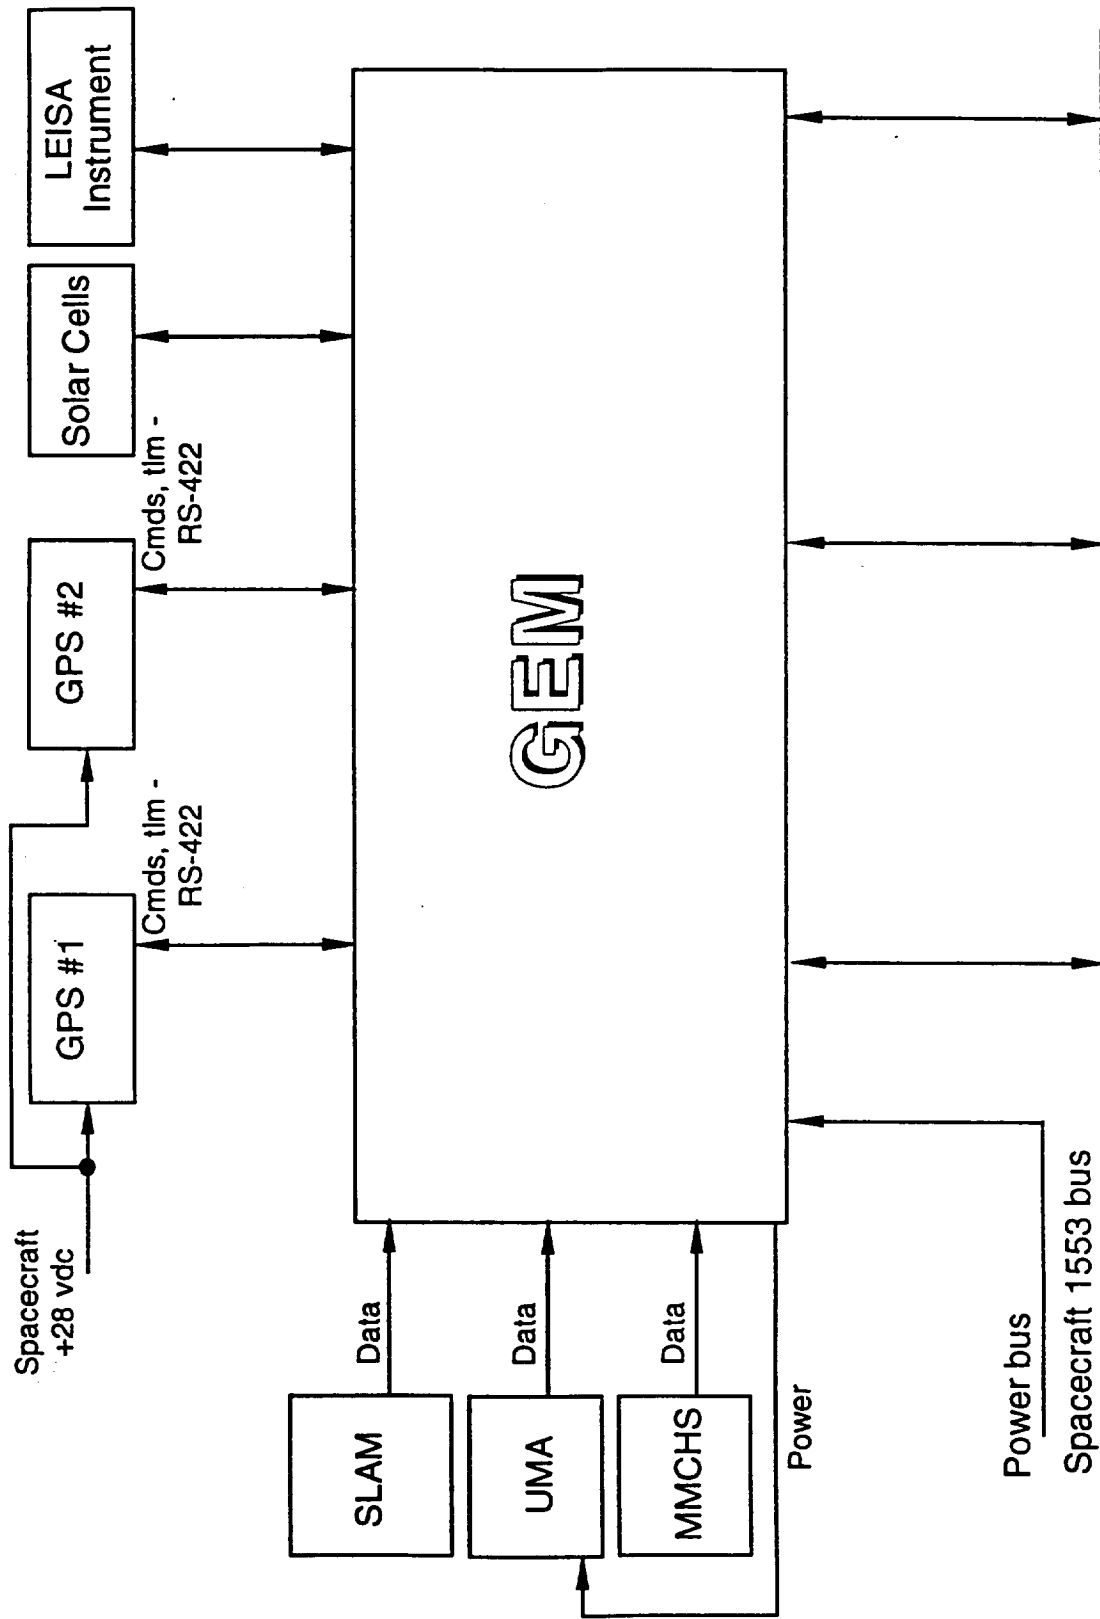 Spacecraft
+28 vdc
GPS #1
GPS #2
Solar Cells
LEISA
Instrument
Cmds, tlm -
RS-422
Cmds, tlm -
RS-422
SLAM
Data
UMA
Data
GEM
MMCHS
Data
Power
Power bus
Spacecraft 1553 bus